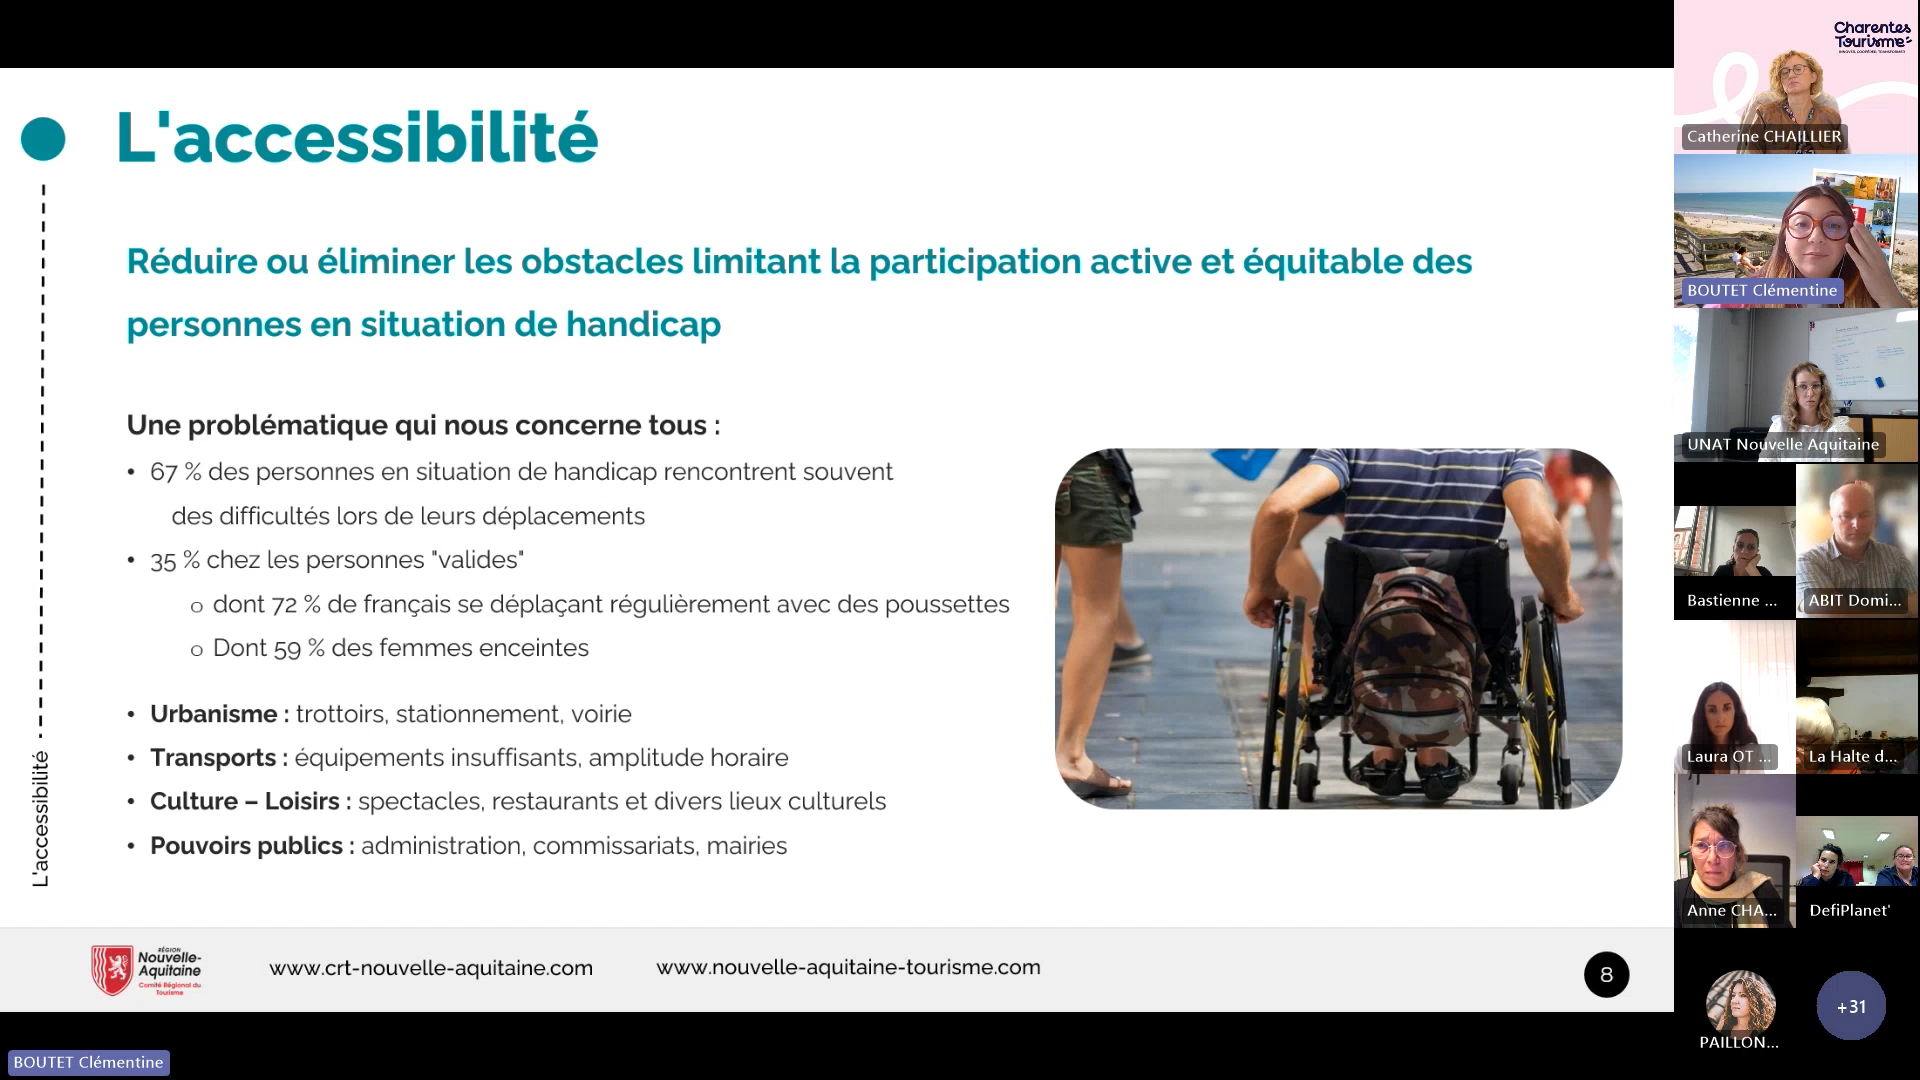 L'accessibilité
Réduire ou éliminer les obstacles limitant la participation active et équitable des
personnes en situation de handicap
Une problématique qui nous concerne tous :
• 67 % des personnes en situation de handicap rencontrent souvent
des difficultés lors de leurs déplacements
• 35 % chez les personnes "valides"
o dont 72 % de français se déplaçant régulièrement avec des poussettes
o Dont 59 % des femmes enceintes
• Urbanisme : trottoirs, stationnement, voirie
• Transports : équipements insuffisants, amplitude horaire
• Culture – Loisirs : spectacles, restaurants et divers lieux culturels
• Pouvoirs publics : administration, commissariats, mairies
L'accessibilité
RÉGION
Nouvelle-
Aquitaine
Comité Régional du
Tourisme
www.crt-nouvelle-aquitaine.com
www.nouvelle-aquitaine-tourisme.com
8
BOUTET Clémentine
Charentes
Tourisme
Catherine CHAILLIER
BOUTET Clémentine
UNAT Nouvelle Aquitaine
Bastienne ...
ABIT Domi...
Laura OT ...
La Halte d...
Anne CHA...
DefiPlanet'
PAILLON...
+31